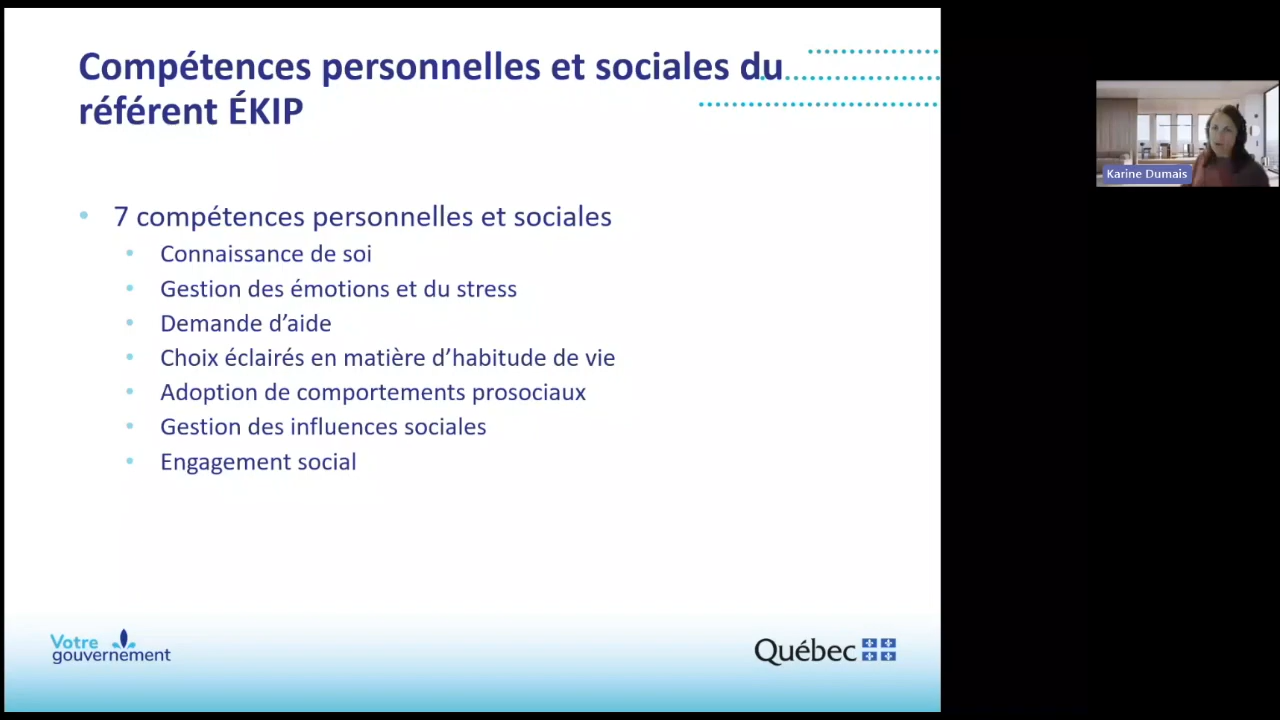 Compétences personnelles et sociales du
référent ÉKIP
Karine Dumais
• 7 compétences personnelles et sociales
• Connaissance de soi
• Gestion des émotions et du stress
• Demande d’aide
• Choix éclairés en matière d’habitude de vie
• Adoption de comportements prosociaux
• Gestion des influences sociales
• Engagement social
Votre
gouvernement
Québec